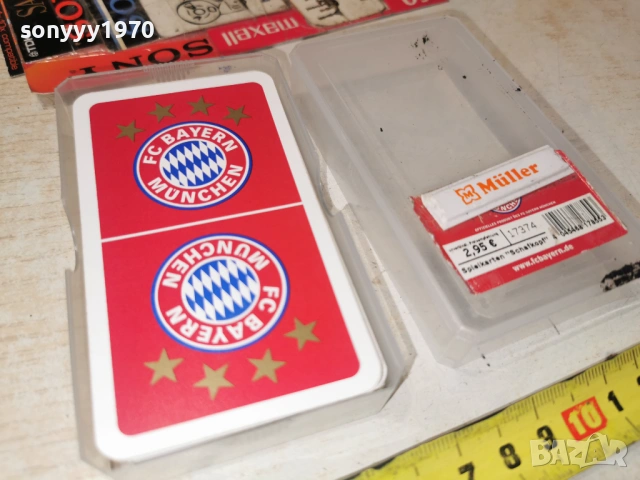 sonyyy1970
SONY
maxell
FC BAYERN
MÜNCHEN
FC BAYERN
MÜNCHEN
M Müller
2,95 €
17374
Spielkarten "Schafkopf"
www.fcbayern.de
7 8 9 10 1
bazar